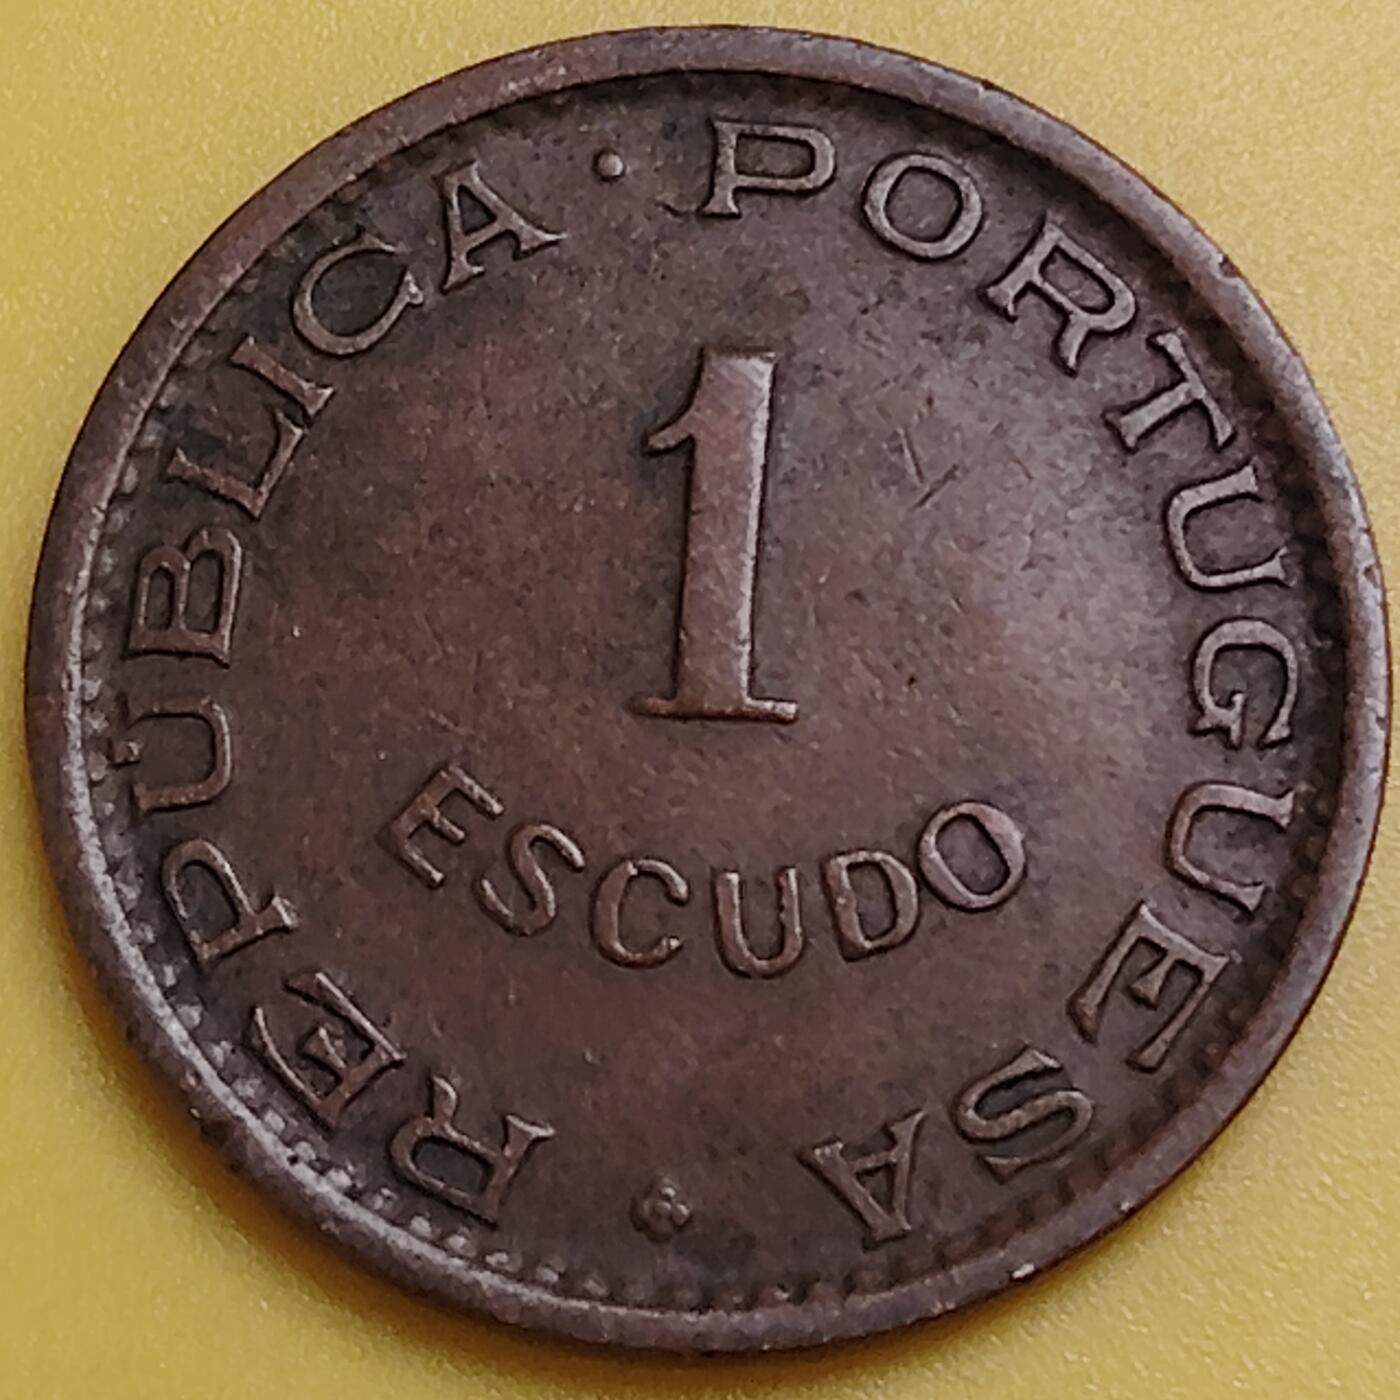 REPÚBLICA · PORTUGUESA
1
ESCUDO